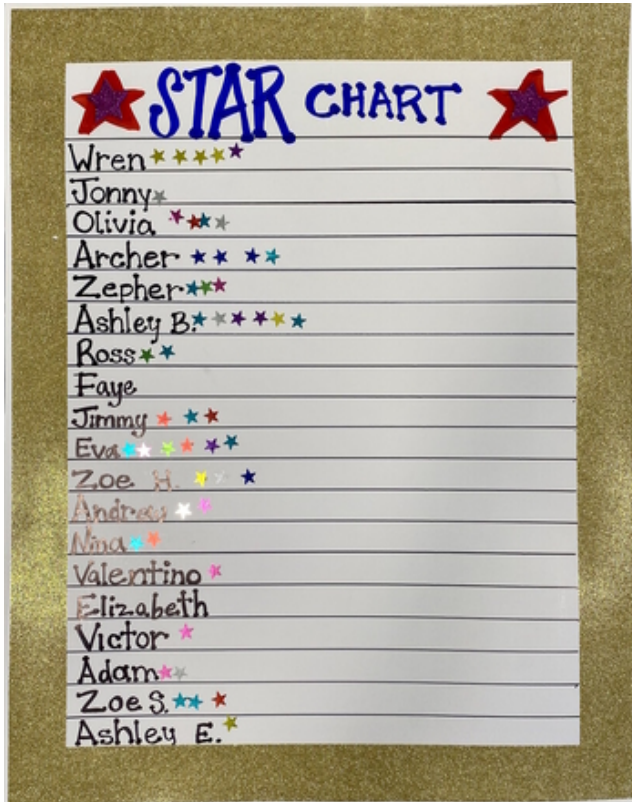 STAR CHART
Wren
Jonny
Olivia
Archer
Zepher
Ashley B.
Ross
Faye
Jimmy
Eva
Zoe H.
Andrew
Nina
Valentino
Elizabeth
Victor
Adam
Zoe S.
Ashley E.